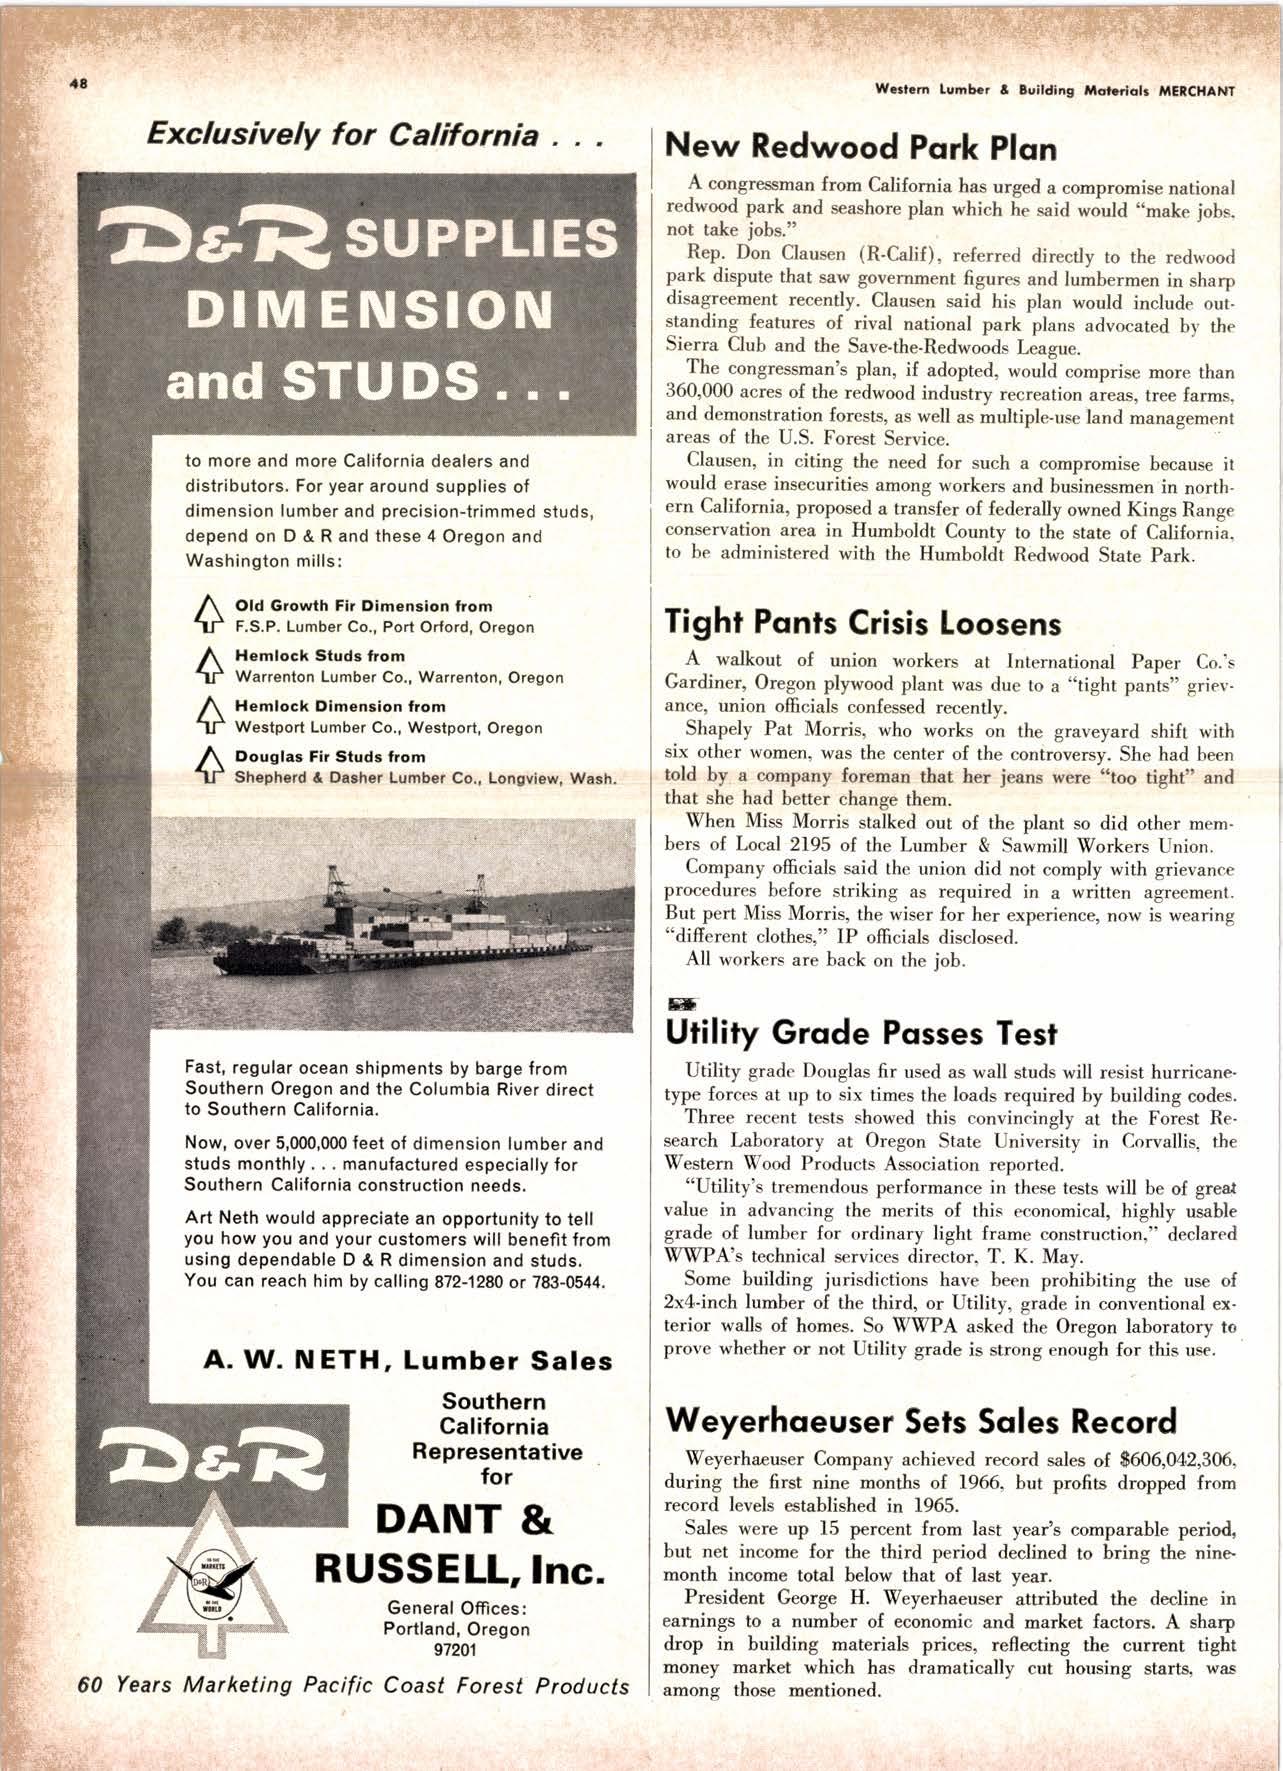 48
Western Lumber & Building Materials MERCHANT
Exclusively for California . . .
D&R SUPPLIES
DIMENSION
and STUDS . . .
to more and more California dealers and
distributors. For year around supplies of
dimension lumber and precision-trimmed studs,
depend on D & R and these 4 Oregon and
Washington mills:
Old Growth Fir Dimension from
F.S.P. Lumber Co., Port Orford, Oregon
Hemlock Studs from
Warrenton Lumber Co., Warrenton, Oregon
Hemlock Dimension from
Westport Lumber Co., Westport, Oregon
Douglas Fir Studs from
Shepherd & Dasher Lumber Co., Longview, Wash.
Fast, regular ocean shipments by barge from
Southern Oregon and the Columbia River direct
to Southern California.
Now, over 5,000,000 feet of dimension lumber and
studs monthly . . . manufactured especially for
Southern California construction needs.
Art Neth would appreciate an opportunity to tell
you how you and your customers will benefit from
using dependable D & R dimension and studs.
You can reach him by calling 872-1280 or 783-0544.
A. W. NETH, Lumber Sales
Southern
California
Representative
for
DANT &
RUSSELL, Inc.
General Offices:
Portland, Oregon
97201
D&R
TO THE
MARKETS
D&R
OF THE
WORLD
60 Years Marketing Pacific Coast Forest Products
New Redwood Park Plan
A congressman from California has urged a compromise national
redwood park and seashore plan which he said would "make jobs,
not take jobs."
Rep. Don Clausen (R-Calif), referred directly to the redwood
park dispute that saw government figures and lumbermen in sharp
disagreement recently. Clausen said his plan would include out-
standing features of rival national park plans advocated by the
Sierra Club and the Save-the-Redwoods League.
The congressman's plan, if adopted, would comprise more than
360,000 acres of the redwood industry recreation areas, tree farms,
and demonstration forests, as well as multiple-use land management
areas of the U.S. Forest Service.
Clausen, in citing the need for such a compromise because it
would erase insecurities among workers and businessmen in north-
ern California, proposed a transfer of federally owned Kings Range
conservation area in Humboldt County to the state of California,
to be administered with the Humboldt Redwood State Park.
Tight Pants Crisis Loosens
A walkout of union workers at International Paper Co.'s
Gardiner, Oregon plywood plant was due to a "tight pants" griev-
ance, union officials confessed recently.
Shapely Pat Morris, who works on the graveyard shift with
six other women, was the center of the controversy. She had been
told by a company foreman that her jeans were "too tight" and
that she had better change them.
When Miss Morris stalked out of the plant so did other mem-
bers of Local 2195 of the Lumber & Sawmill Workers Union.
Company officials said the union did not comply with grievance
procedures before striking as required in a written agreement.
But pert Miss Morris, the wiser for her experience, now is wearing
"different clothes," IP officials disclosed.
All workers are back on the job.
Utility Grade Passes Test
Utility grade Douglas fir used as wall studs will resist hurricane-
type forces at up to six times the loads required by building codes.
Three recent tests showed this convincingly at the Forest Re-
search Laboratory at Oregon State University in Corvallis, the
Western Wood Products Association reported.
"Utility's tremendous performance in these tests will be of great
value in advancing the merits of this economical, highly usable
grade of lumber for ordinary light frame construction," declared
WWPA's technical services director, T. K. May.
Some building jurisdictions have been prohibiting the use of
2x4-inch lumber of the third, or Utility, grade in conventional ex-
terior walls of homes. So WWPA asked the Oregon laboratory to
prove whether or not Utility grade is strong enough for this use.
Weyerhaeuser Sets Sales Record
Weyerhaeuser Company achieved record sales of $606,042,306,
during the first nine months of 1966, but profits dropped from
record levels established in 1965.
Sales were up 15 percent from last year's comparable period,
but net income for the third period declined to bring the nine-
month income total below that of last year.
President George H. Weyerhaeuser attributed the decline in
earnings to a number of economic and market factors. A sharp
drop in building materials prices, reflecting the current tight
money market which has dramatically cut housing starts, was
among those mentioned.